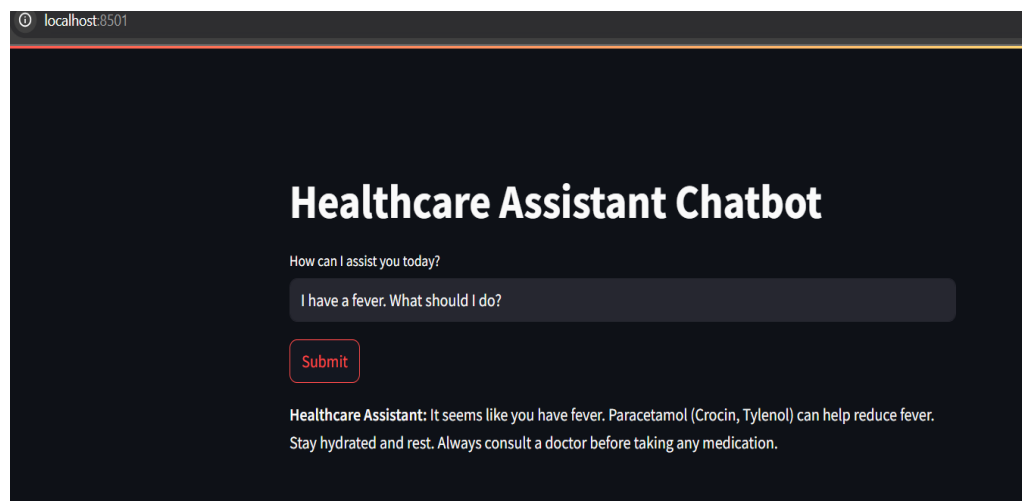 localhost:8501
Healthcare Assistant Chatbot
How can I assist you today?
I have a fever. What should I do?
Submit
Healthcare Assistant: It seems like you have fever. Paracetamol (Crocin, Tylenol) can help reduce fever.
Stay hydrated and rest. Always consult a doctor before taking any medication.